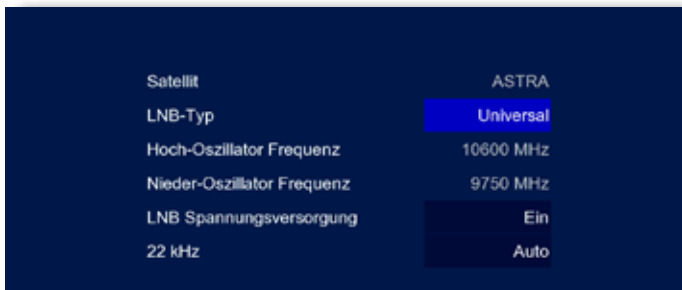 Satellit ASTRA
LNB-Typ Universal
Hoch-Oszillator Frequenz 10600 MHz
Nieder-Oszillator Frequenz 9750 MHz
LNB Spannungsversorgung Ein
22 kHz Auto